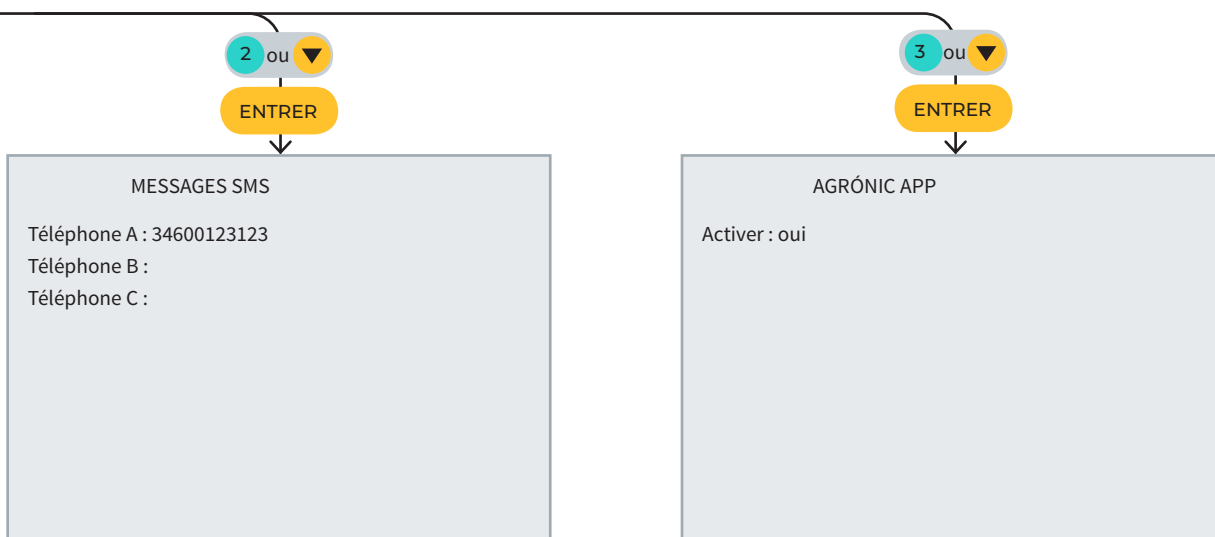 2 ou
ENTRER
MESSAGES SMS
Téléphone A : 34600123123
Téléphone B :
Téléphone C :
3 ou
ENTRER
AGRÓNIC APP
Activer : oui